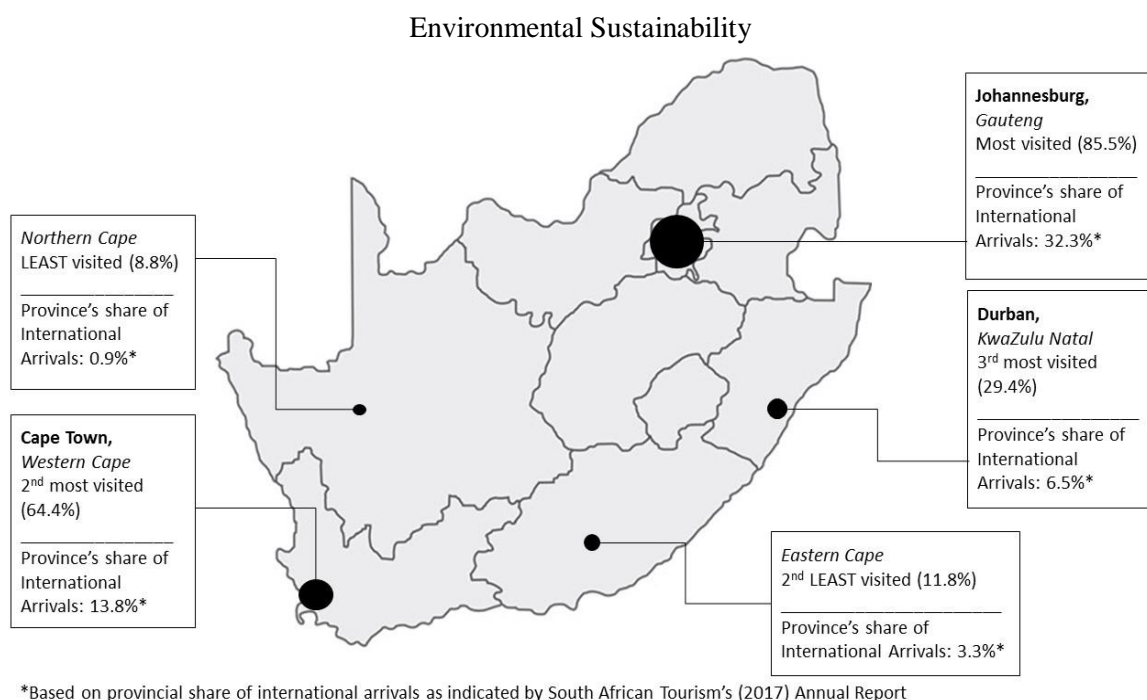 Environmental Sustainability
Johannesburg,
Gauteng
Most visited (85.5%)
Province's share of
International
Arrivals: 32.3%*
Northern Cape
LEAST visited (8.8%)
Province's share of
International
Arrivals: 0.9%*
Durban,
KwaZulu Natal
3rd most visited
(29.4%)
Province's share of
International
Arrivals: 6.5%*
Cape Town,
Western Cape
2nd most visited
(64.4%)
Province's share of
International
Arrivals: 13.8%*
Eastern Cape
2nd LEAST visited (11.8%)
Province's share of
International Arrivals: 3.3%*
*Based on provincial share of international arrivals as indicated by South African Tourism's (2017) Annual Report